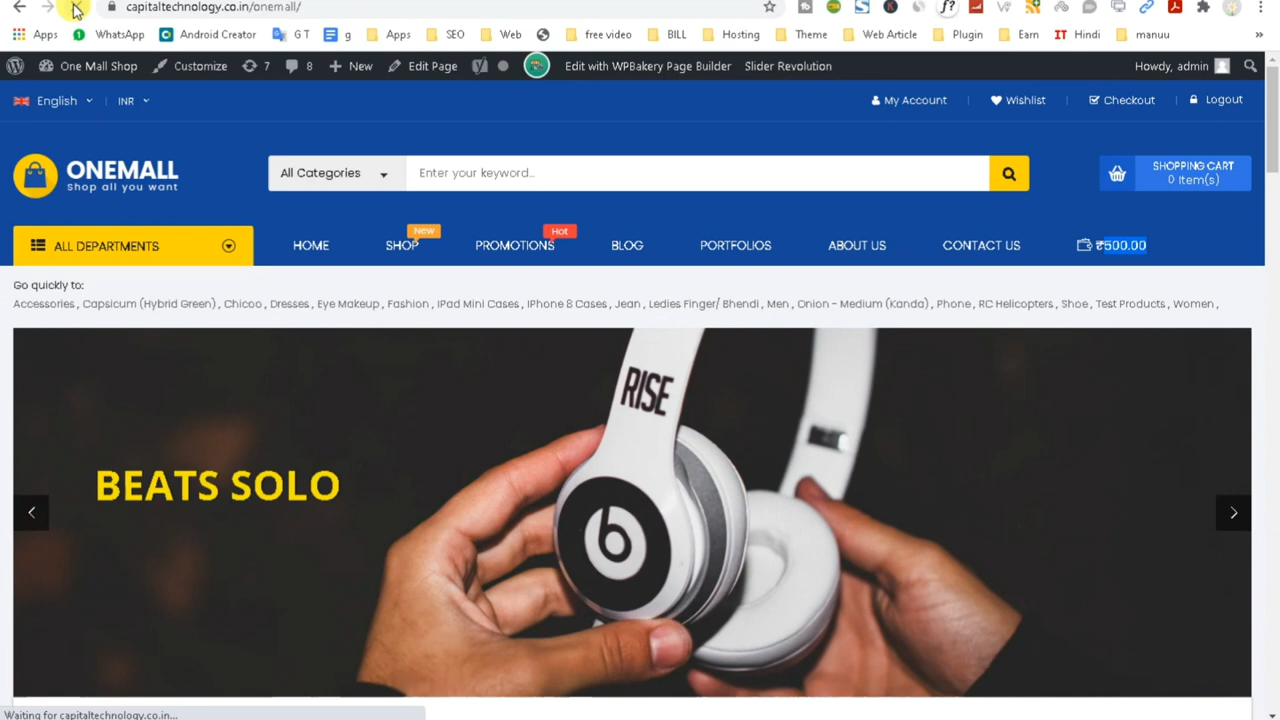 capitaltechnology.co.in/onemall/
Apps WhatsApp Android Creator G T g Apps SEO Web free video BILL Hosting Theme Web Article Plugin Earn IT Hindi manuu »
One Mall Shop Customize 7 8 New Edit Page Edit with WPBakery Page Builder Slider Revolution Howdy, admin
English INR My Account Wishlist Checkout Logout
ONEMALL
Shop all you want
All Categories Enter your keyword...
SHOPPING CART
0 Item(s)
New Hot
ALL DEPARTMENTS HOME SHOP PROMOTIONS BLOG PORTFOLIOS ABOUT US CONTACT US ₹500.00
Go quickly to:
Accessories , Capsicum (Hybrid Green) , Chicoo , Dresses , Eye Makeup , Fashion , IPad Mini Cases , IPhone 8 Cases , Jean , Ledies Finger/ Bhendi , Men , Onion - Medium (Kanda) , Phone , RC Helicopters , Shoe , Test Products , Women ,
RISE
BEATS SOLO
b
Waiting for capitaltechnology.co.in...